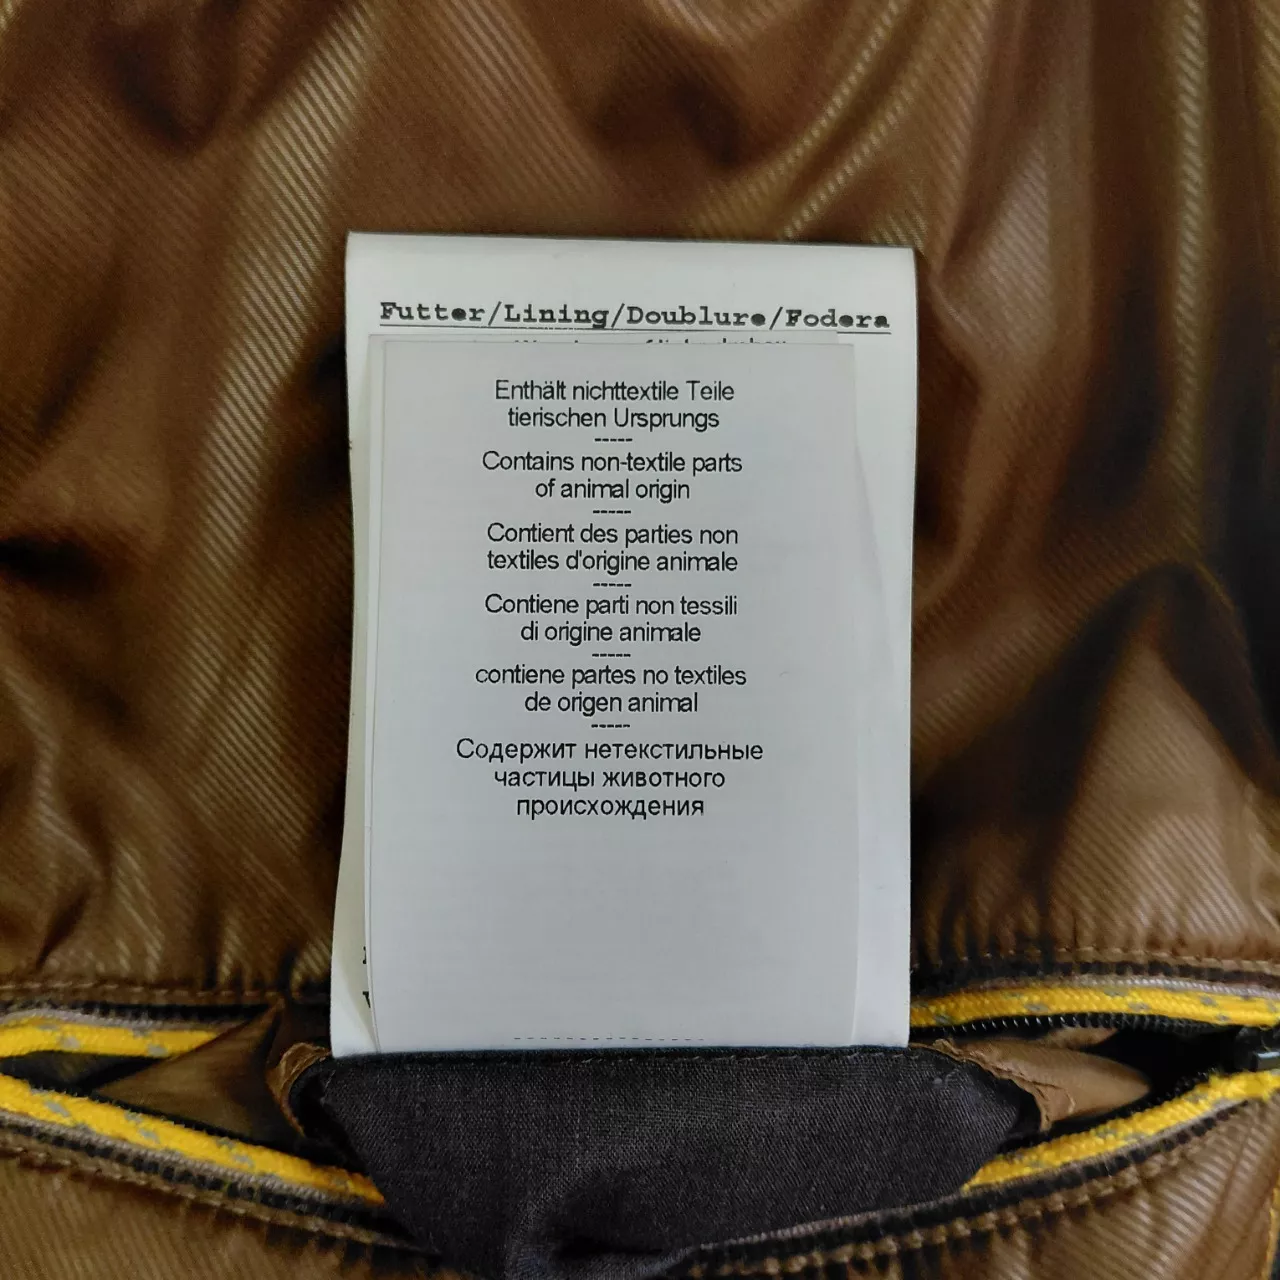 Futter/Lining/Doublure/Fodera
Enthält nichttextile Teile
tierischen Ursprungs
-----
Contains non-textile parts
of animal origin
-----
Contient des parties non
textiles d'origine animale
-----
Contiene parti non tessili
di origine animale
-----
contiene partes no textiles
de origen animal
-----
Содержит нетекстильные
частицы животного
происхождения